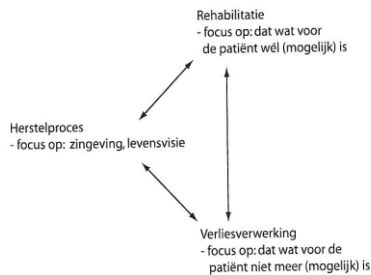 Rehabilitatie
- focus op: dat wat voor
de patiënt wél (mogelijk) is
Herstelproces
- focus op: zingeving, levensvisie
Verliesverwerking
- focus op: dat wat voor de
patiënt niet meer (mogelijk) is